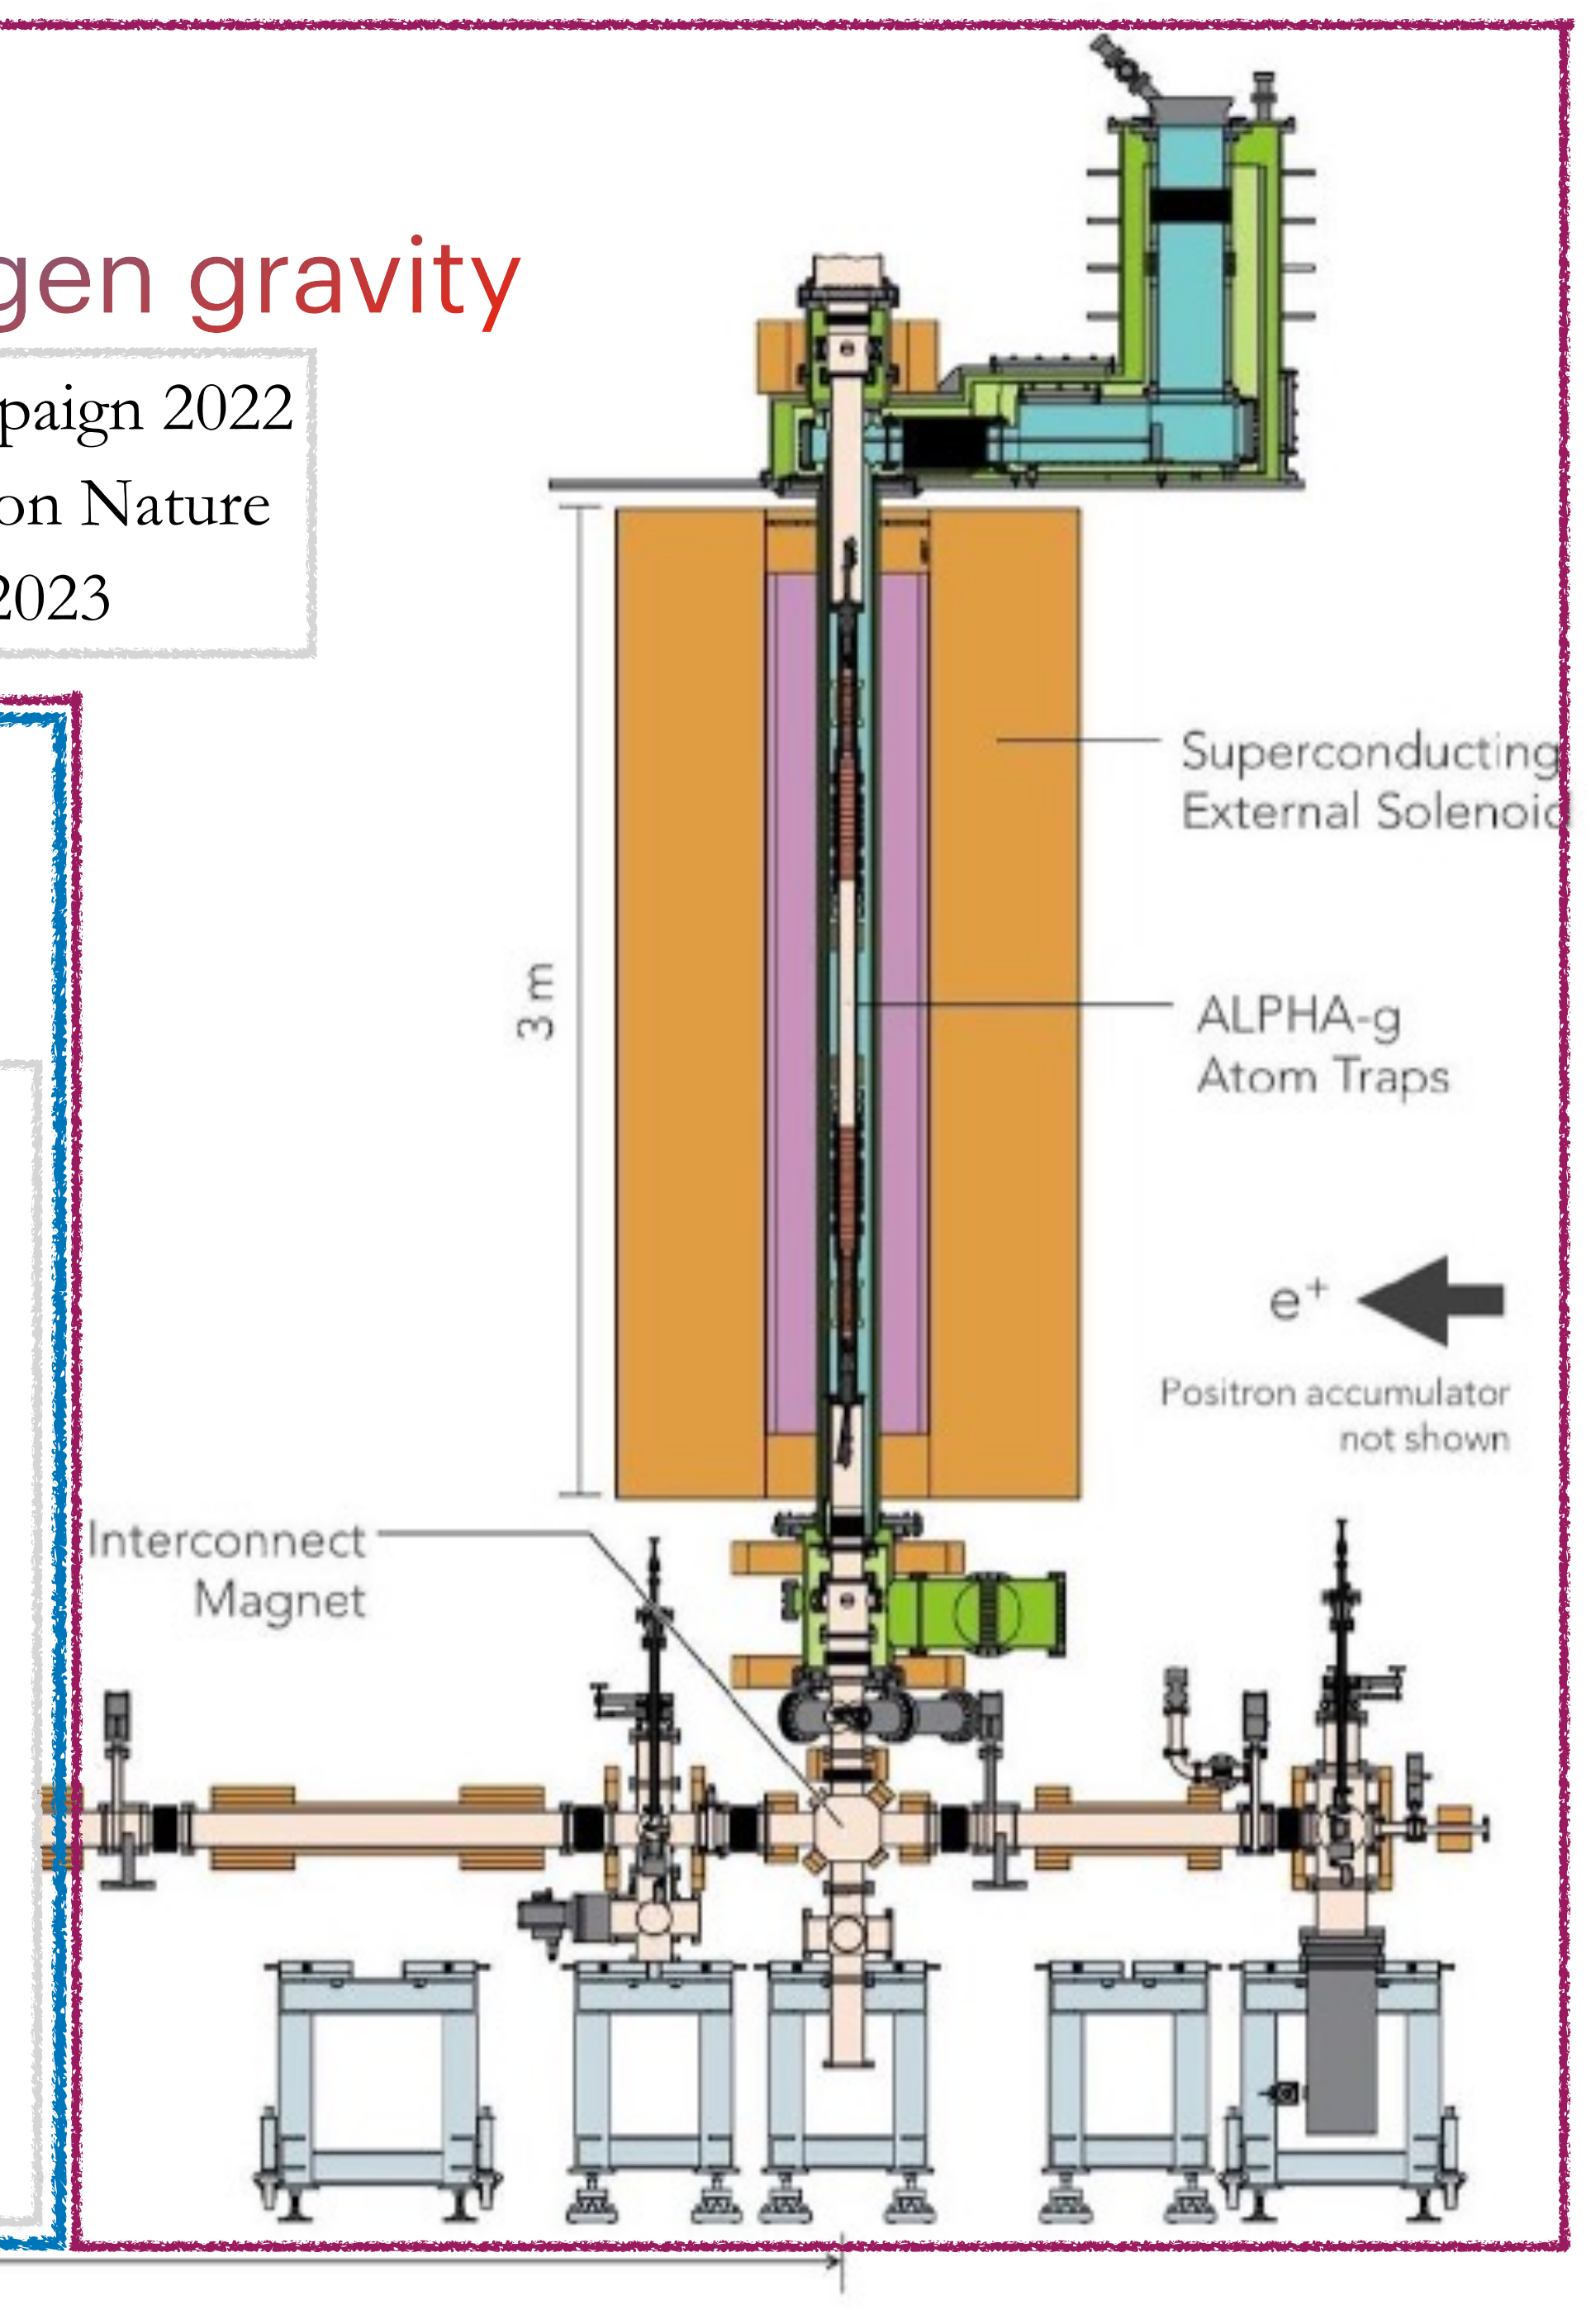 gen gravity
paign 2022
on Nature
2023
Superconducting
External Solenoid
3 m
ALPHA-g
Atom Traps
e⁺
Positron accumulator
not shown
Interconnect
Magnet